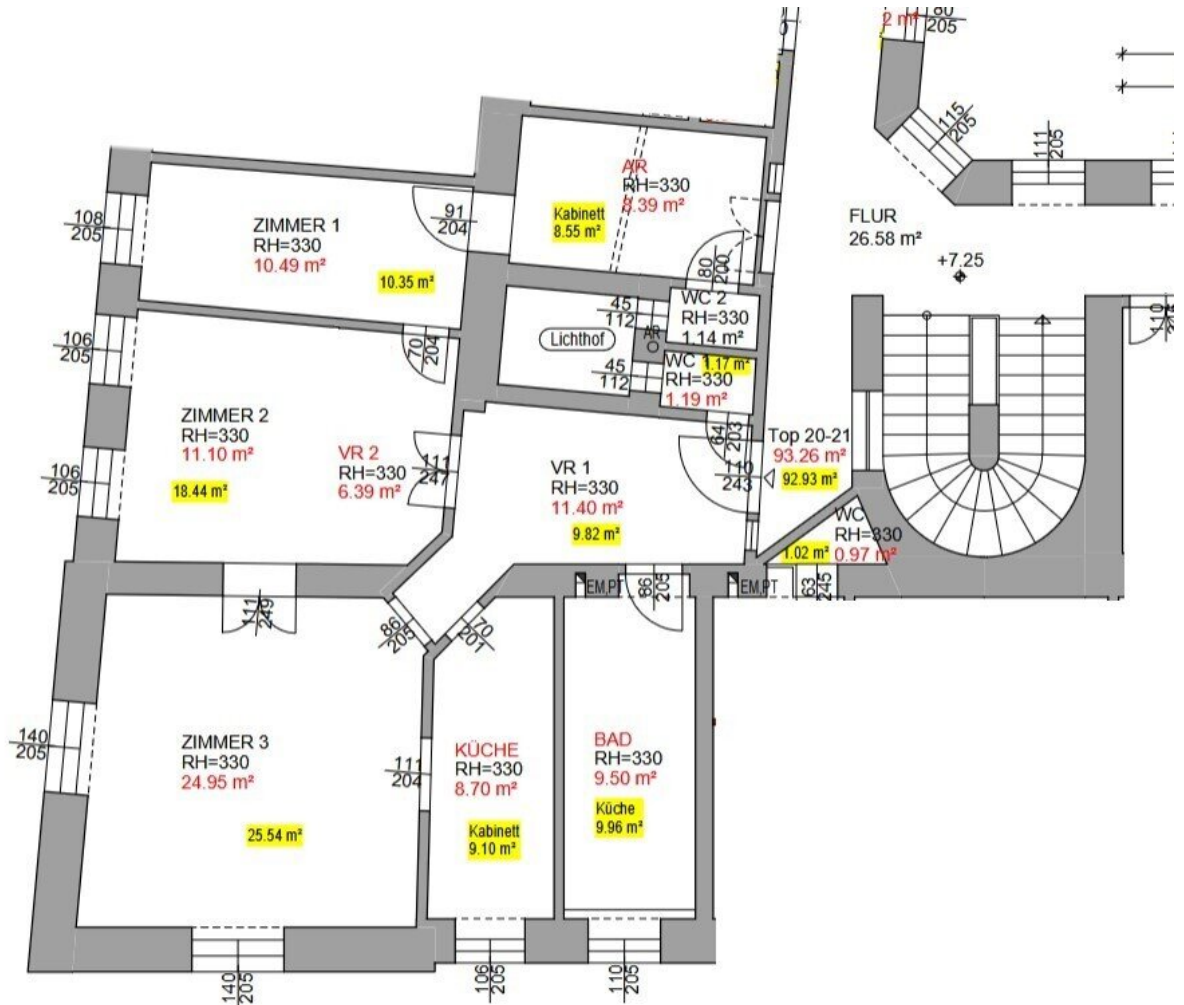 80
205
2 m²
115
205
111
205
108
205
ZIMMER 1
RH=330
10.49 m²
10.35 m²
91
204
AR
RH=330
8.39 m²
Kabinett
8.55 m²
80
200
FLUR
26.58 m²
+7.25
110
106
205
70
204
Lichthof
45
112
AR
WC 2
RH=330
1.14 m²
45
112
WC
1.17 m²
RH=330
1.19 m²
64
203
ZIMMER 2
RH=330
11.10 m²
18.44 m²
106
205
VR 2
RH=330
6.39 m²
111
247
VR 1
RH=330
11.40 m²
9.82 m²
110
243
Top 20-21
93.26 m²
92.93 m²
WC
RH=330
0.97 m²
1.02 m²
63
245
EM,PT
86
205
EM,PT
111
249
86
205
70
201
ZIMMER 3
RH=330
24.95 m²
25.54 m²
140
205
111
204
KÜCHE
RH=330
8.70 m²
Kabinett
9.10 m²
BAD
RH=330
9.50 m²
Küche
9.96 m²
140
205
106
205
110
205